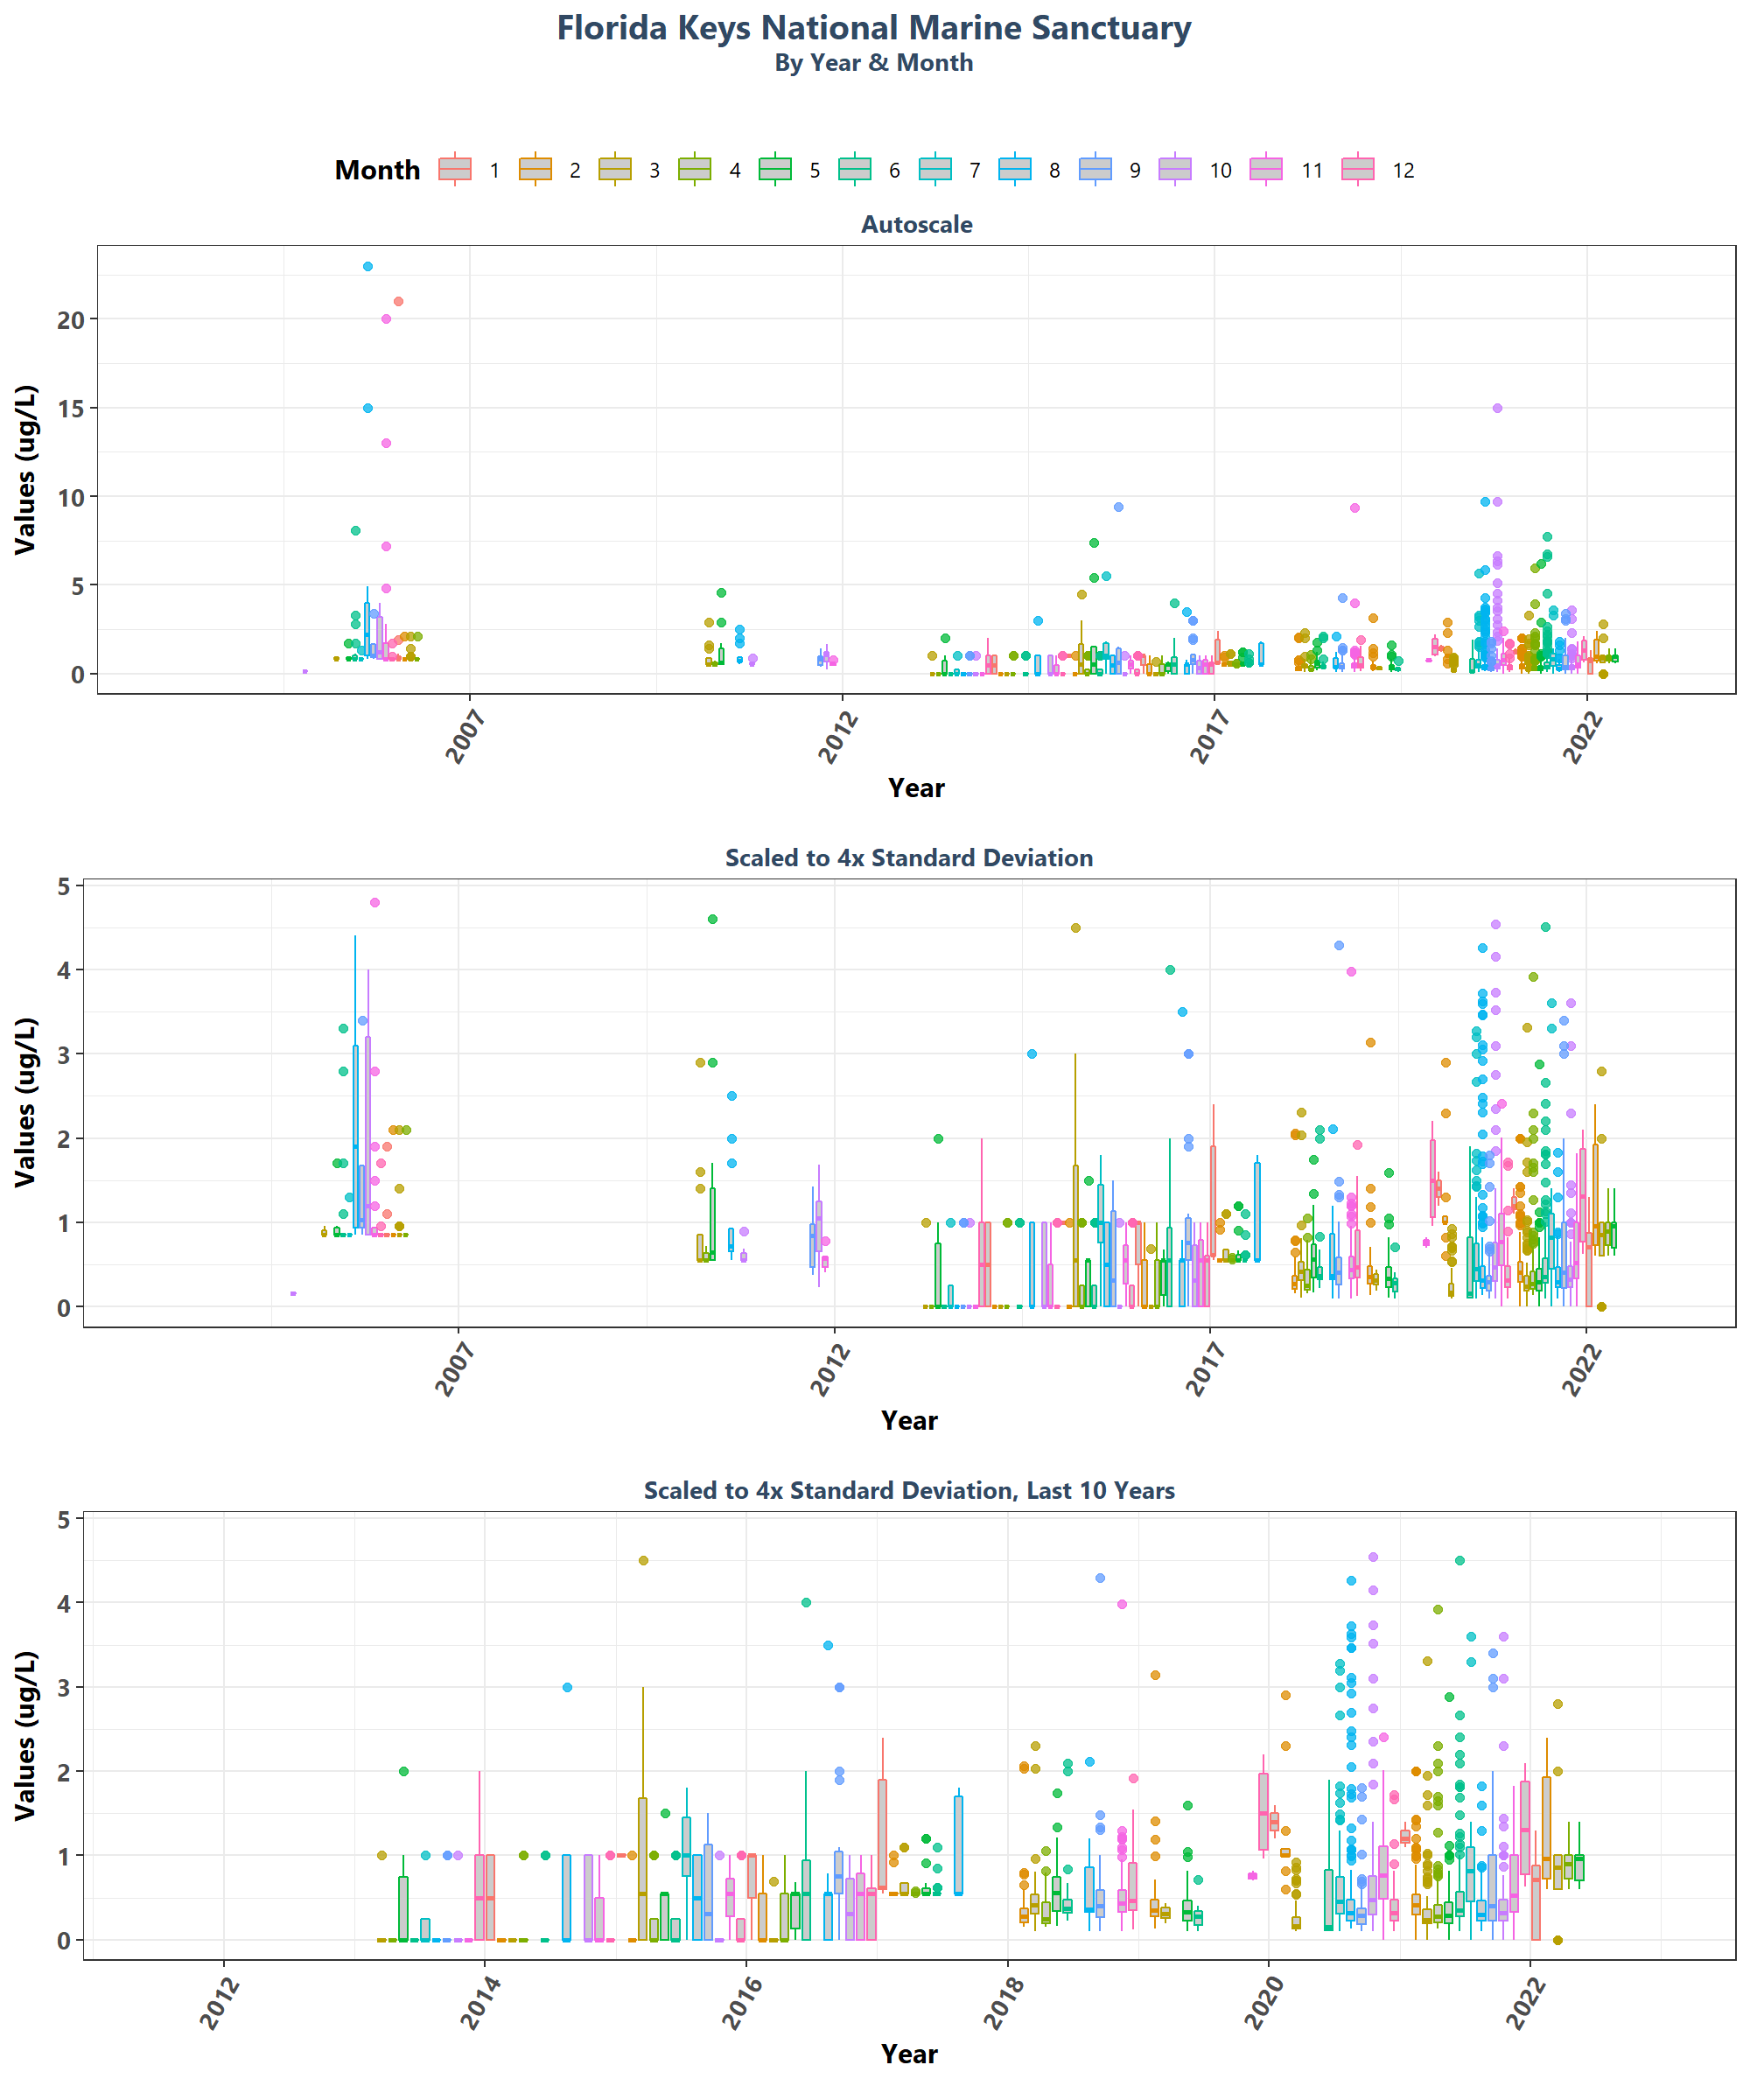 Florida Keys National Marine Sanctuary
By Year & Month
Month 1 2 3 4 5 6 7 8 9 10 11 12
Autoscale
Values (ug/L)
20
15
10
5
0
2007 2012 2017 2022
Year
Scaled to 4x Standard Deviation
Values (ug/L)
5
4
3
2
1
0
2007 2012 2017 2022
Year
Scaled to 4x Standard Deviation, Last 10 Years
Values (ug/L)
5
4
3
2
1
0
2012 2014 2016 2018 2020 2022
Year